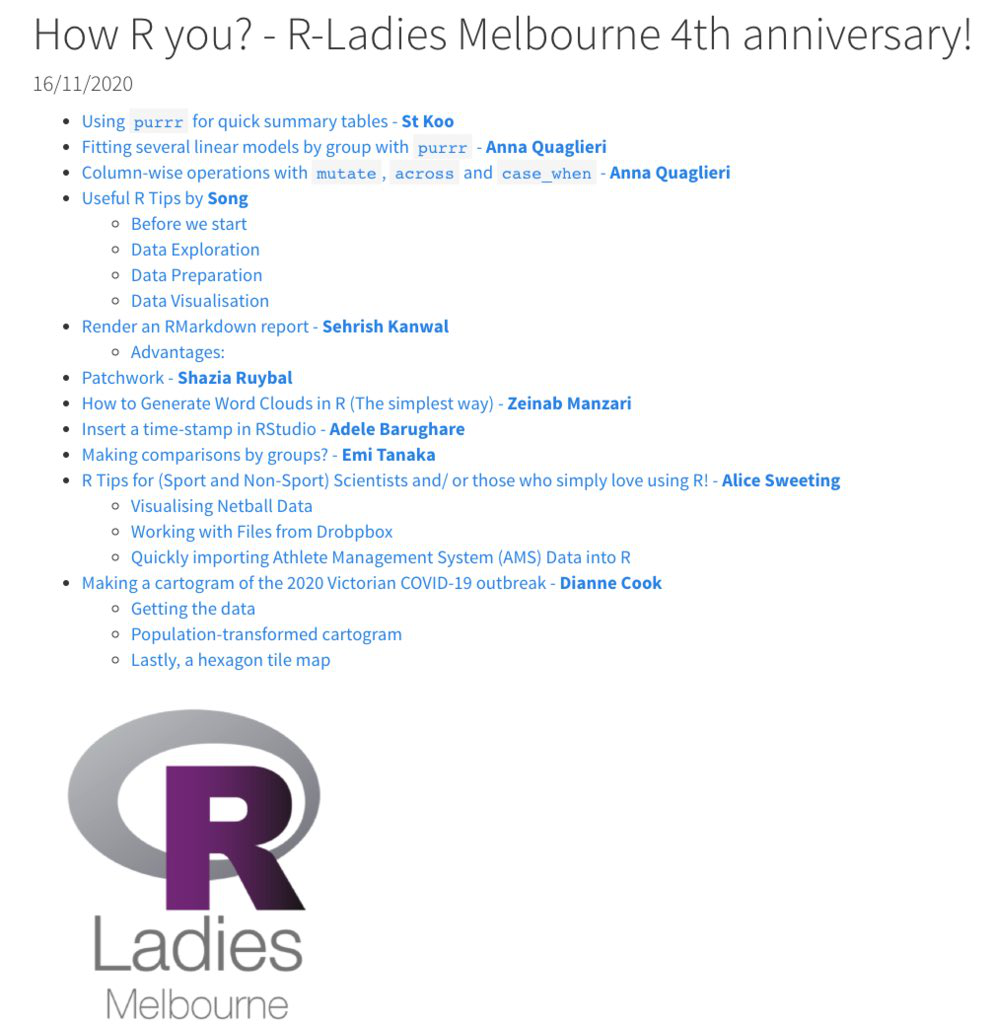 How R you? - R-Ladies Melbourne 4th anniversary!
16/11/2020
Using purrr for quick summary tables - St Koo
Fitting several linear models by group with purrr - Anna Quaglieri
Column-wise operations with mutate, across and case_when - Anna Quaglieri
Useful R Tips by Song
Before we start
Data Exploration
Data Preparation
Data Visualisation
Render an RMarkdown report - Sehrish Kanwal
Advantages:
Patchwork - Shazia Ruybal
How to Generate Word Clouds in R (The simplest way) - Zeinab Manzari
Insert a time-stamp in RStudio - Adele Barughare
Making comparisons by groups? - Emi Tanaka
R Tips for (Sport and Non-Sport) Scientists and/ or those who simply love using R! - Alice Sweeting
Visualising Netball Data
Working with Files from Drobpbox
Quickly importing Athlete Management System (AMS) Data into R
Making a cartogram of the 2020 Victorian COVID-19 outbreak - Dianne Cook
Getting the data
Population-transformed cartogram
Lastly, a hexagon tile map
R
Ladies
Melbourne